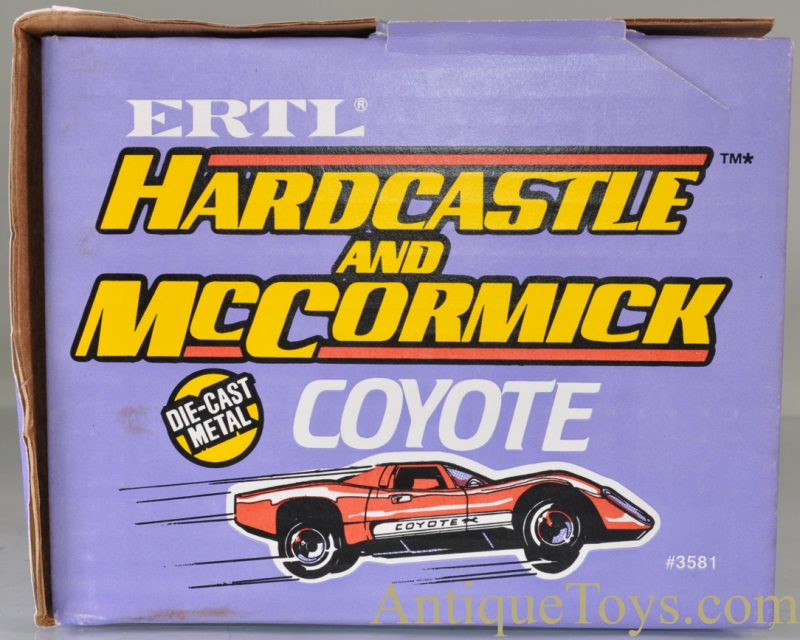 ERTL®
HARDCASTLE TM*
AND
MCCORMICK
DIE-CAST
METAL
COYOTE
COYOTE
#3581
AntiqueToys.com